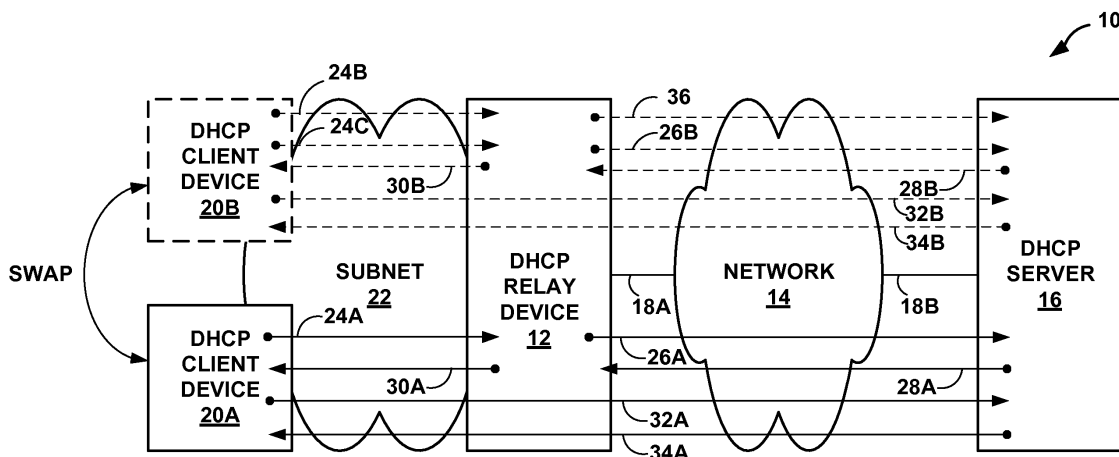 10
24B
36
DHCP
CLIENT
DEVICE
20B
24C
26B
30B
28B
32B
34B
SWAP
SUBNET
22
DHCP
RELAY
DEVICE
12
NETWORK
14
DHCP
SERVER
16
18A
18B
DHCP
CLIENT
DEVICE
20A
24A
26A
30A
28A
32A
34A